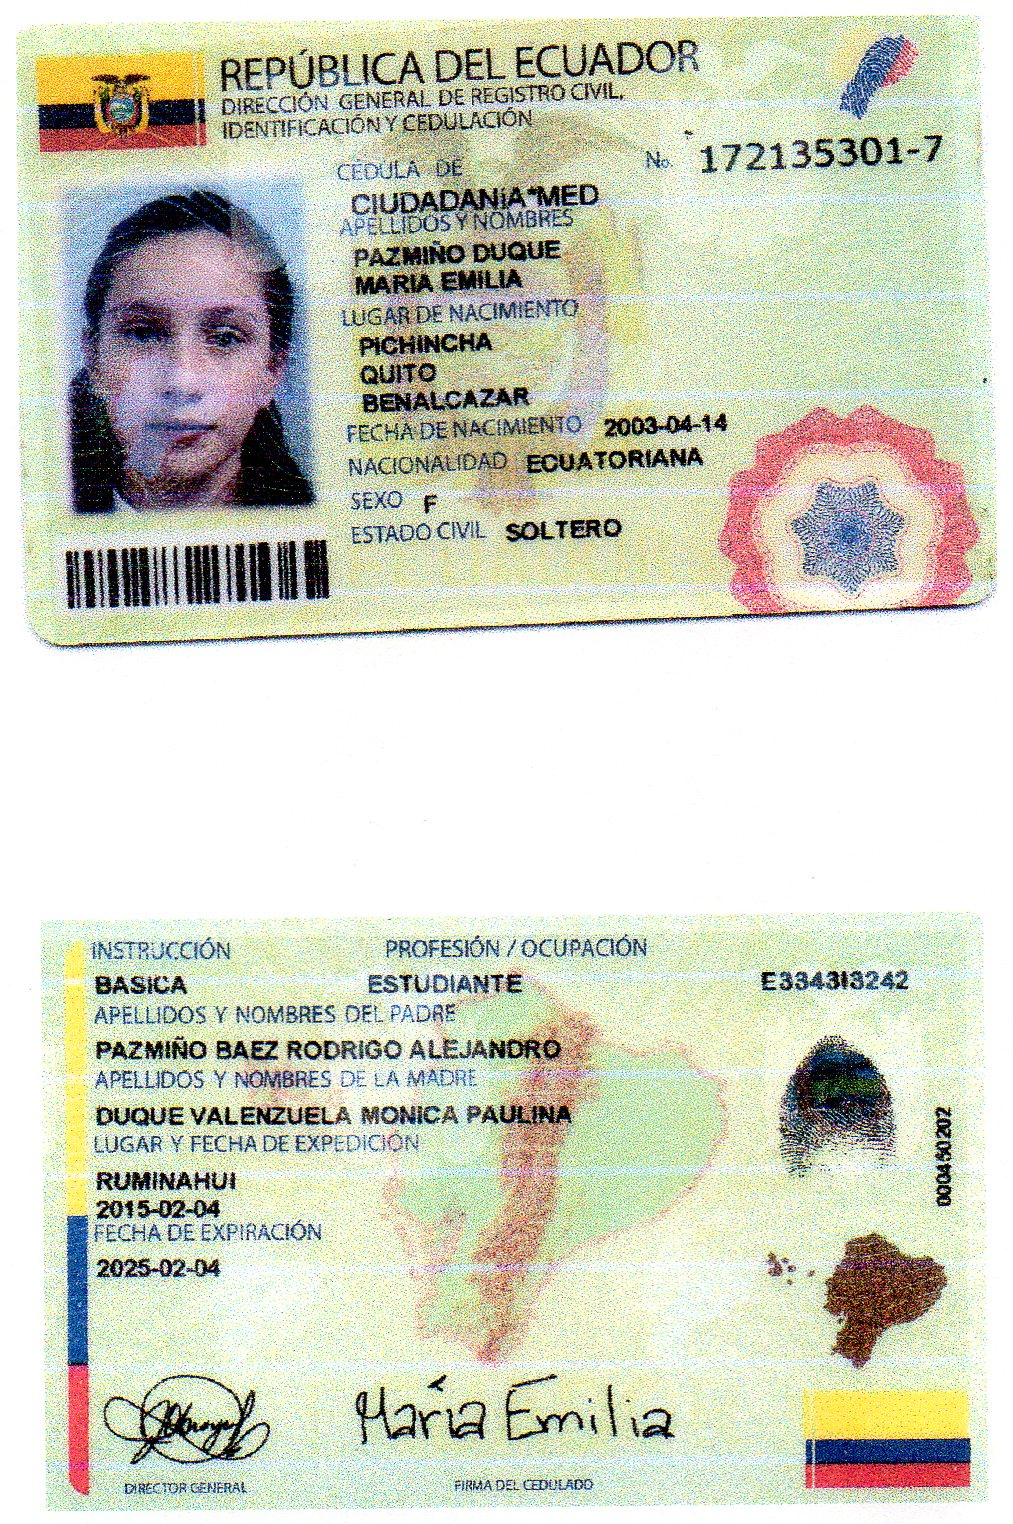 REPÚBLICA DEL ECUADOR
DIRECCIÓN GENERAL DE REGISTRO CIVIL,
IDENTIFICACIÓN Y CEDULACIÓN
CÉDULA DE
No. 172135301-7
CIUDADANíA*MED
APELLIDOS Y NOMBRES
PAZMIÑO DUQUE
MARIA EMILIA
LUGAR DE NACIMIENTO
PICHINCHA
QUITO
BENALCAZAR
FECHA DE NACIMIENTO 2003-04-14
NACIONALIDAD ECUATORIANA
SEXO F
ESTADO CIVIL SOLTERO
INSTRUCCIÓN
PROFESIÓN / OCUPACIÓN
BASICA
ESTUDIANTE
E334313242
APELLIDOS Y NOMBRES DEL PADRE
PAZMIÑO BAEZ RODRIGO ALEJANDRO
APELLIDOS Y NOMBRES DE LA MADRE
DUQUE VALENZUELA MONICA PAULINA
LUGAR Y FECHA DE EXPEDICIÓN
RUMINAHUI
2015-02-04
FECHA DE EXPIRACIÓN
2025-02-04
000450202
María Emilia
DIRECTOR GENERAL
FIRMA DEL CEDULADO